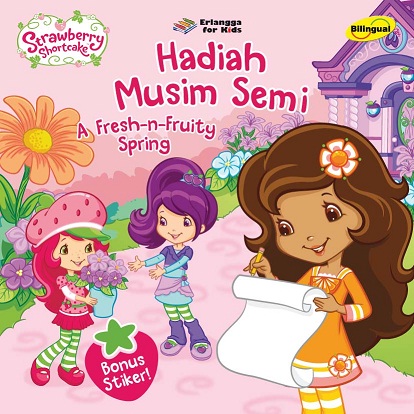 Strawberry
Shortcake
Erlangga
for Kids
Bilingual
Hadiah
Musim Semi
A Fresh-n-Fruity
Spring
Bonus
Stiker!